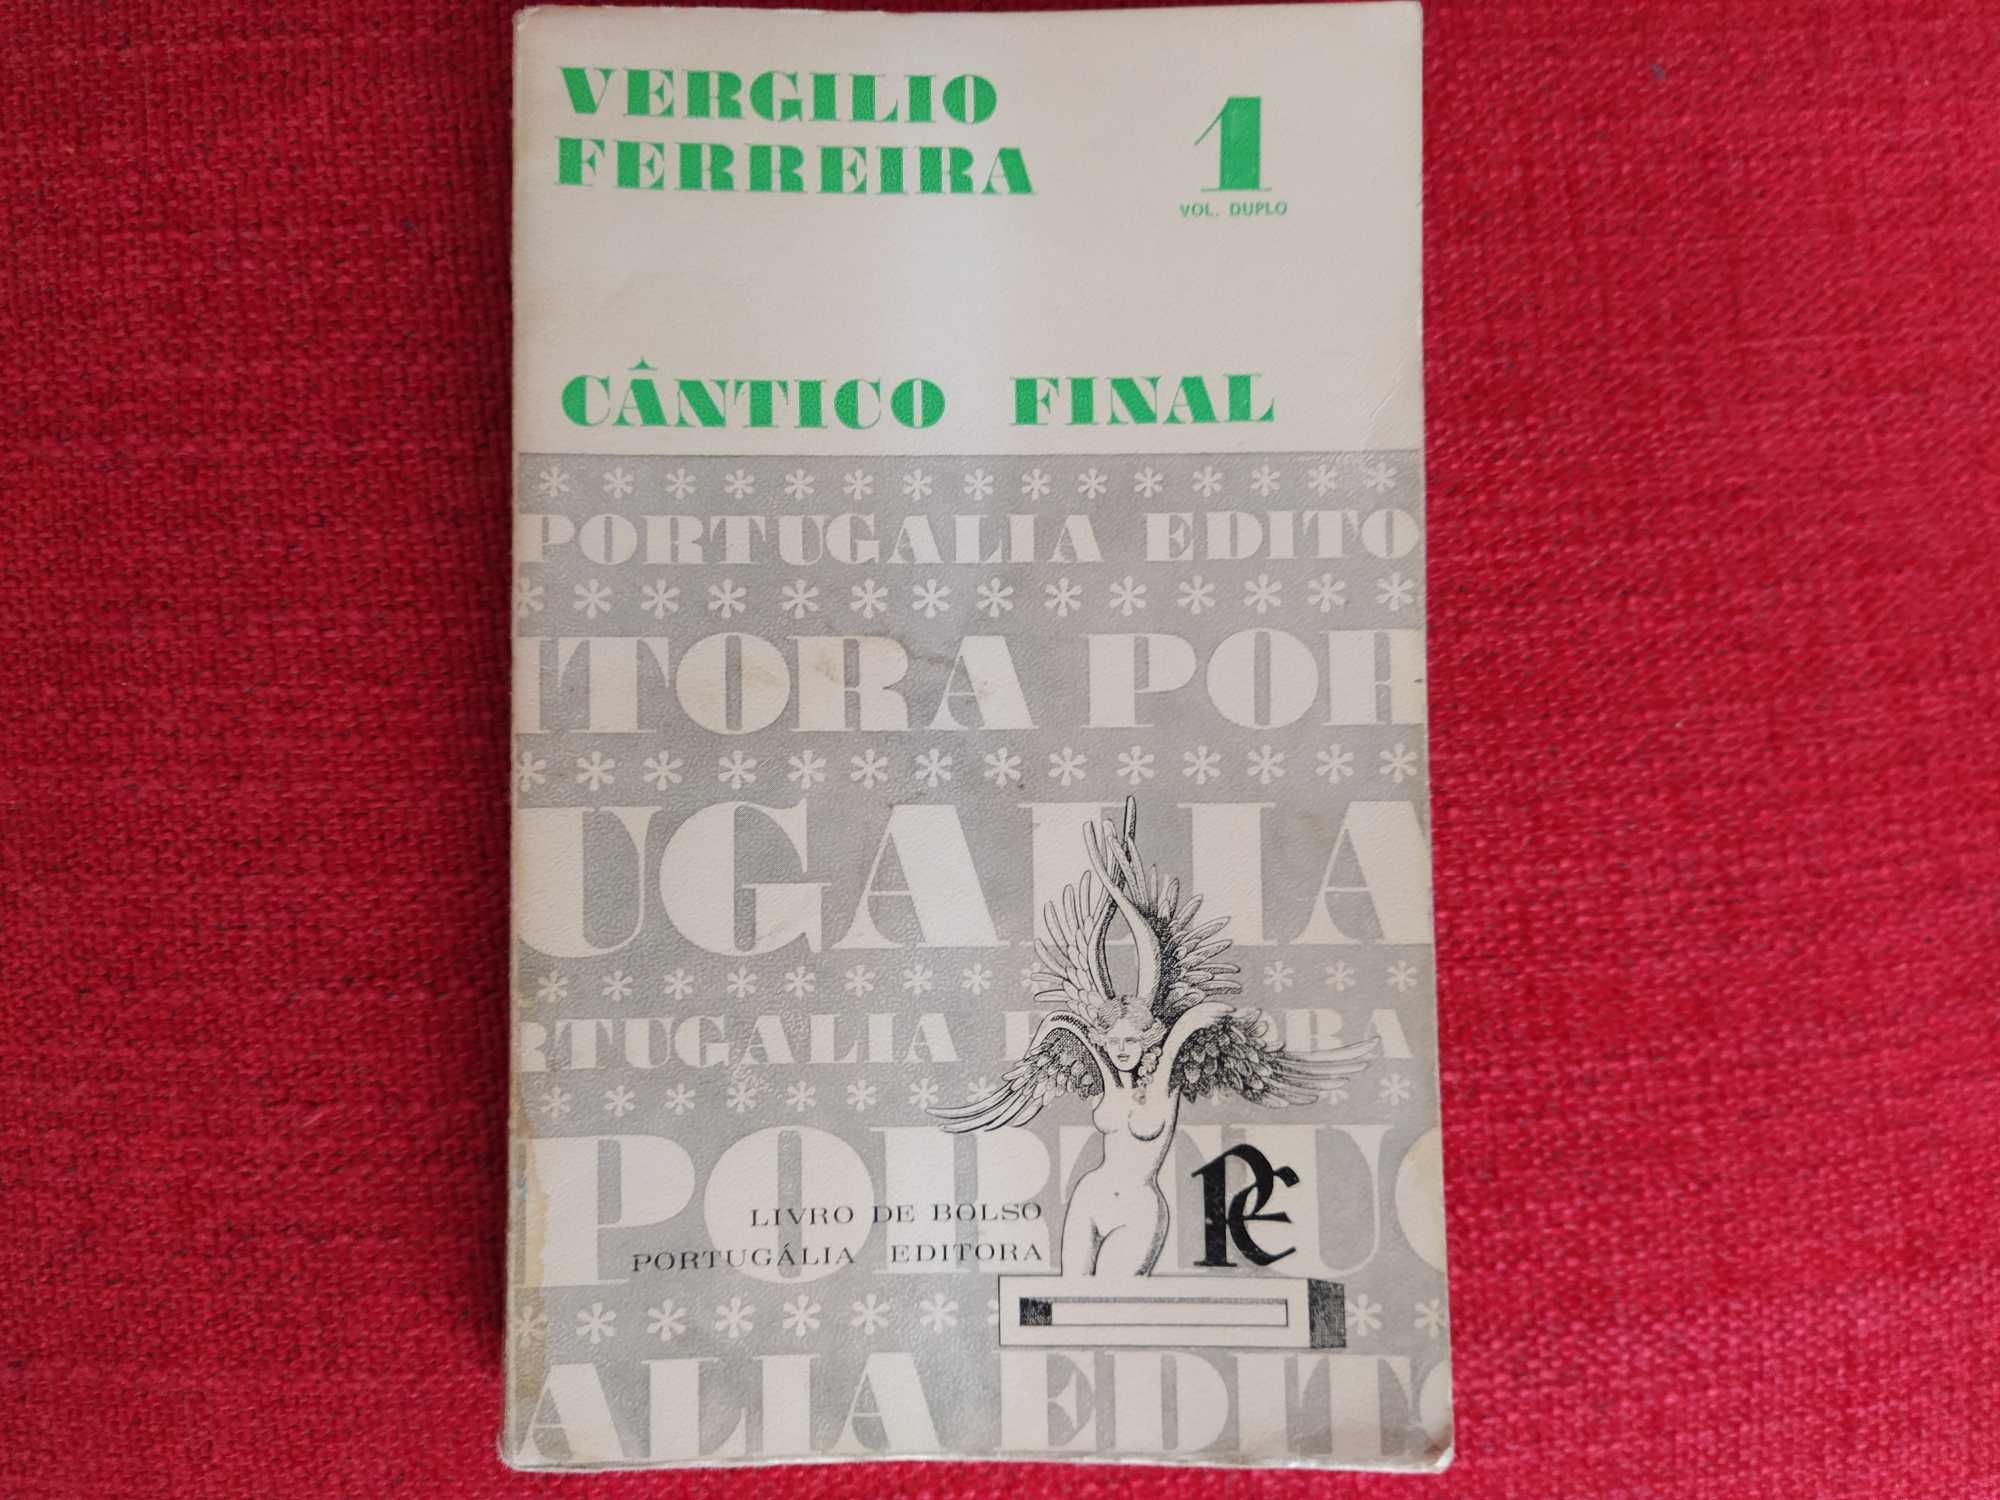 VERGILIO
FERREIRA
1
VOL. DUPLO
CÂNTICO FINAL
PORTUGALIA EDITO
ITORA POR
UGALIA
RTUGALIA E ORA
PORTUG
LIVRO DE BOLSO
PORTUGÁLIA EDITORA
PE
ALIA EDITO